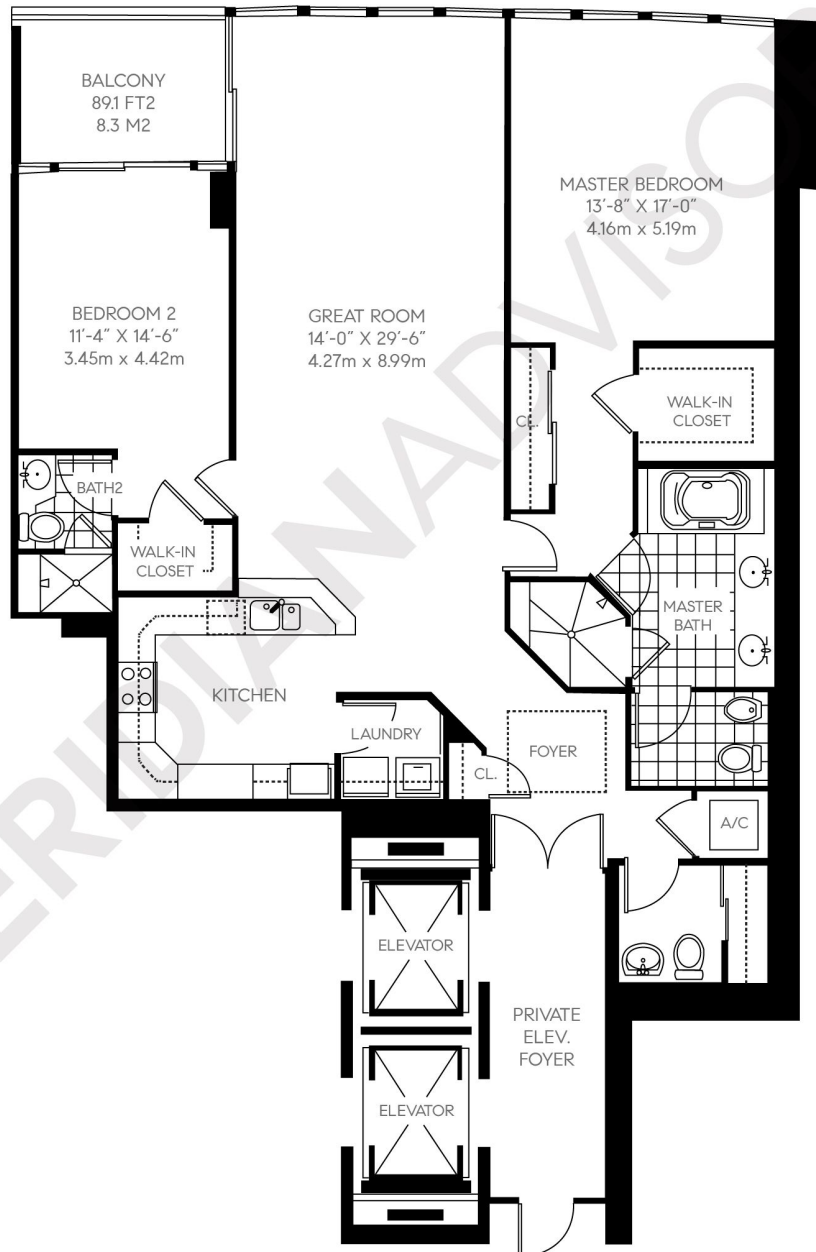 BALCONY
89.1 FT2
8.3 M2
MASTER BEDROOM
13'-8" X 17'-0"
4.16m x 5.19m
BEDROOM 2
11'-4" X 14'-6"
3.45m x 4.42m
GREAT ROOM
14'-0" X 29'-6"
4.27m x 8.99m
CL.
WALK-IN
CLOSET
BATH2
WALK-IN
CLOSET
MASTER
BATH
KITCHEN
LAUNDRY
CL.
FOYER
A/C
ELEVATOR
PRIVATE
ELEV.
FOYER
ELEVATOR
ERIDIANADVISOR